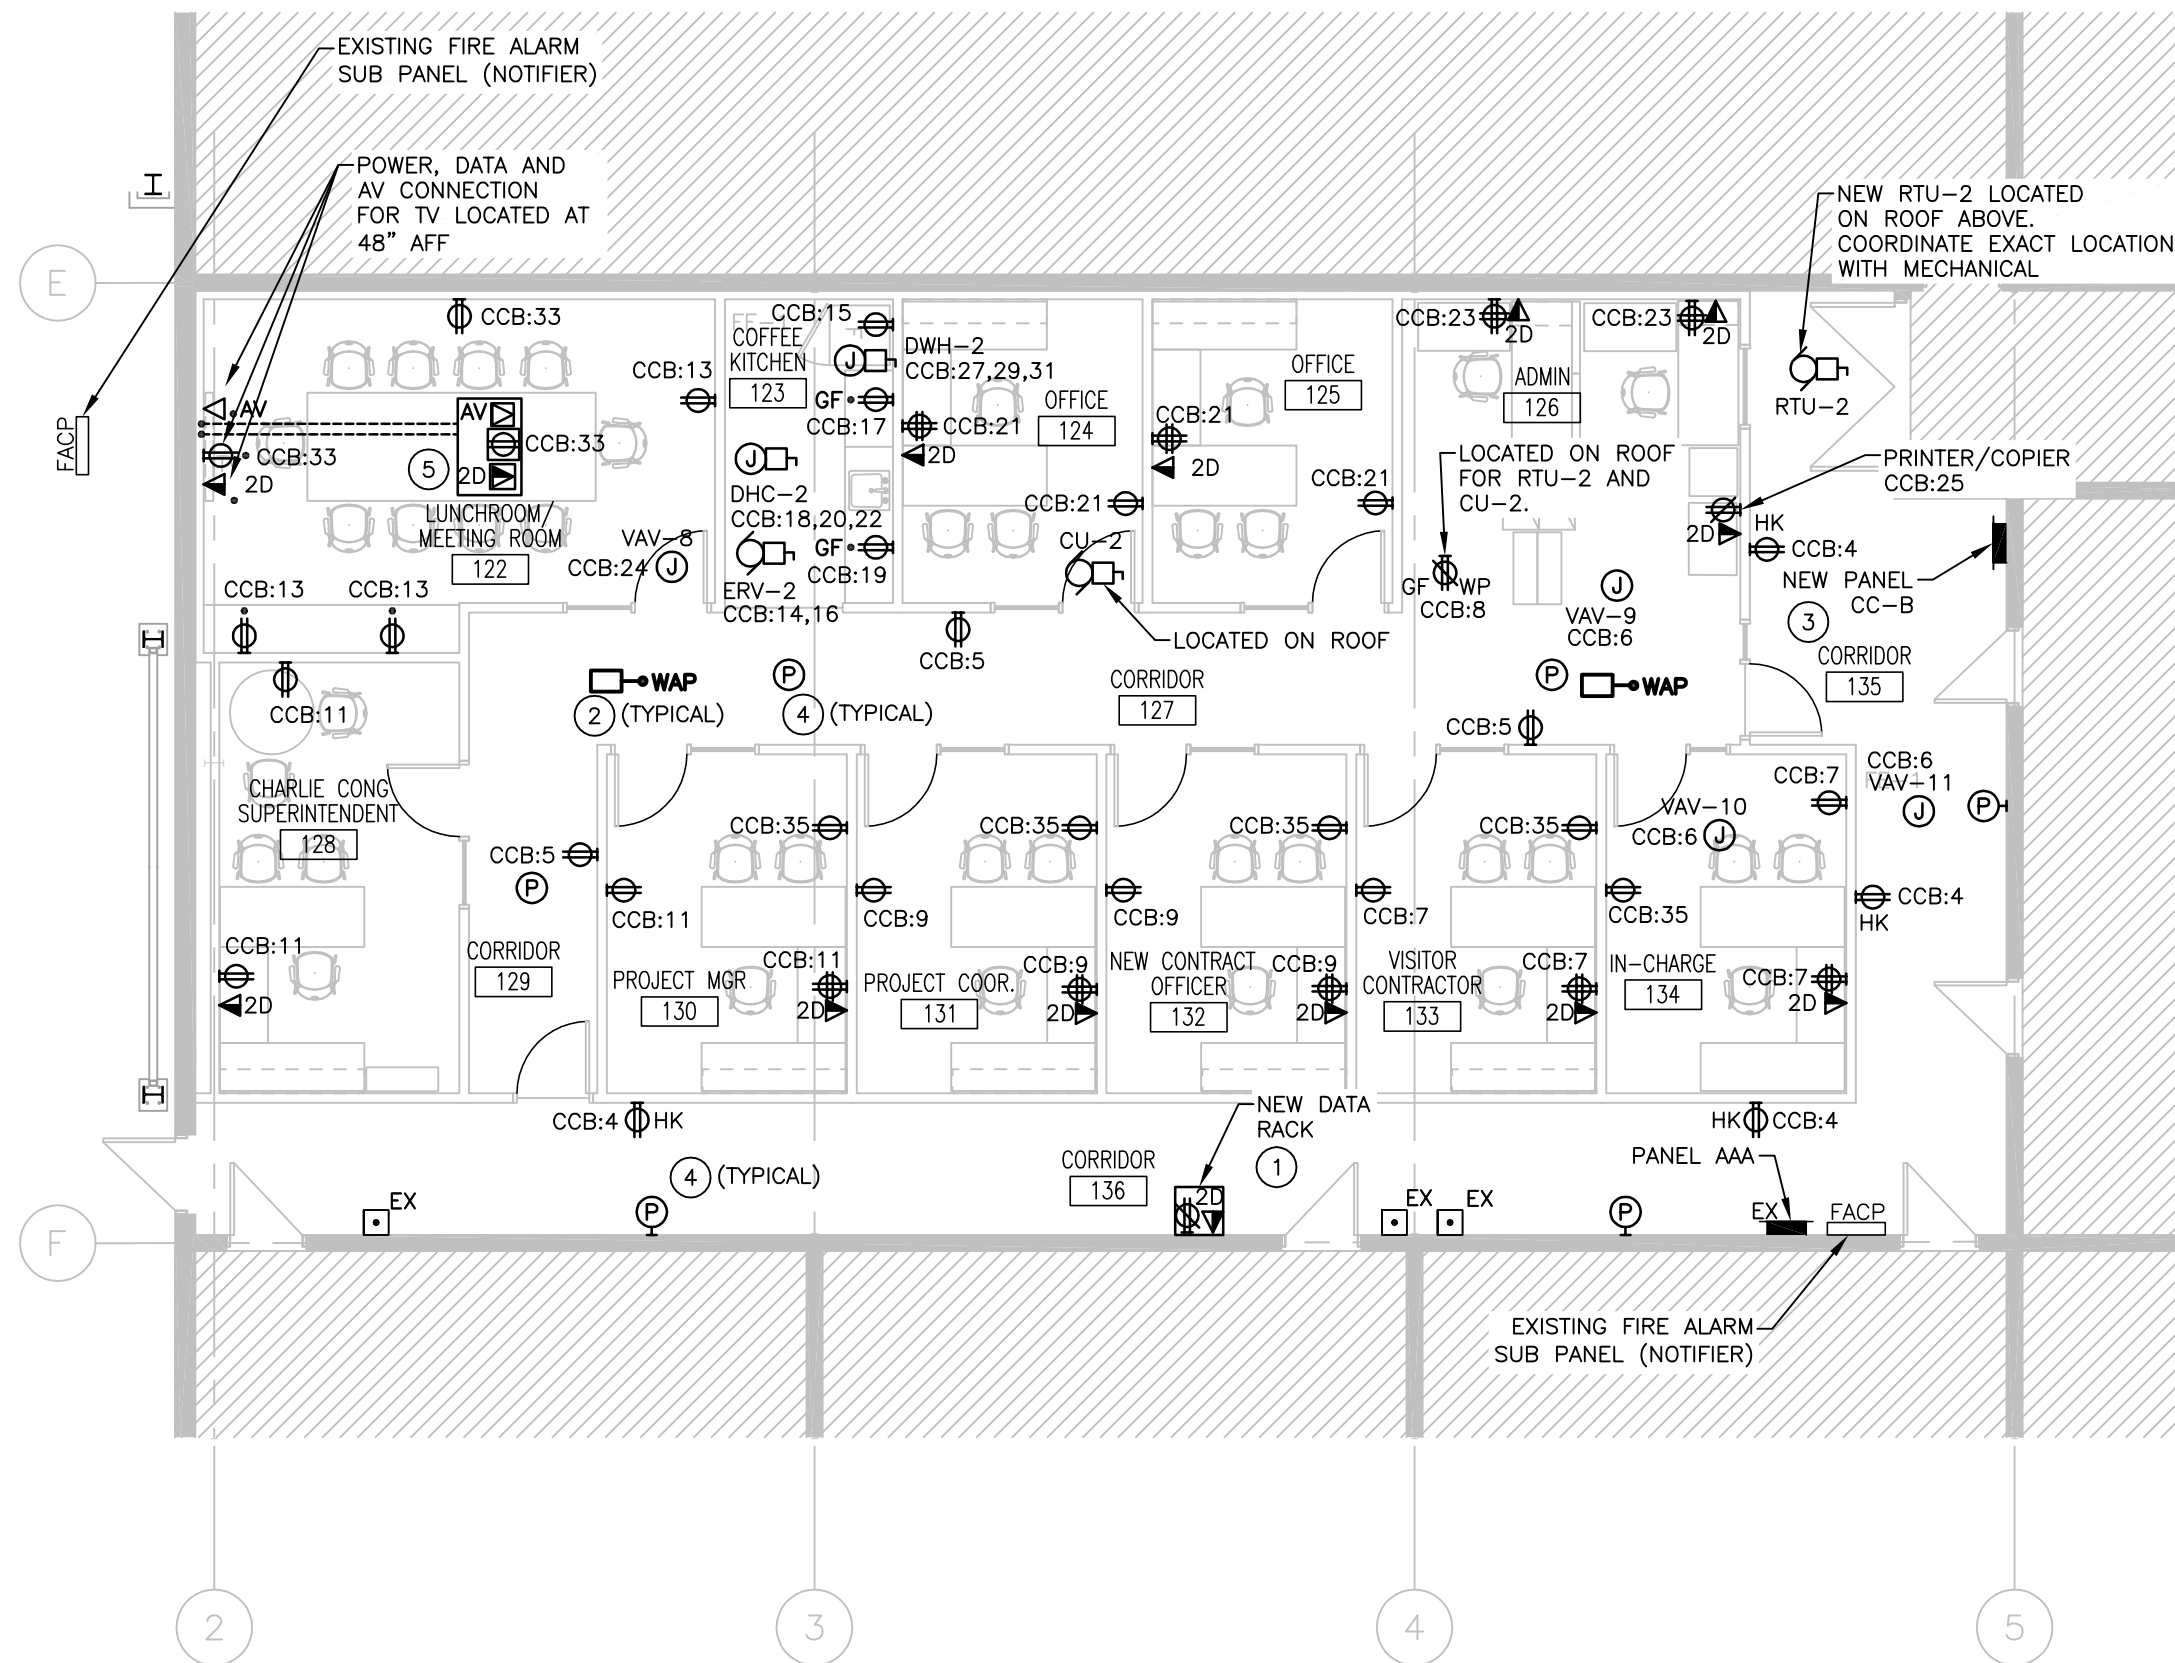 EXISTING FIRE ALARM
SUB PANEL (NOTIFIER)
POWER, DATA AND
AV CONNECTION
FOR TV LOCATED AT
48" AFF
NEW RTU-2 LOCATED
ON ROOF ABOVE.
COORDINATE EXACT LOCATION
WITH MECHANICAL
E
FACP
CCB:33
CCB:13
AV
AV
CCB:33
CCB:33
2D
2D
5
LUNCHROOM/
MEETING ROOM
122
CCB:13
CCB:13
VAV-8
CCB:24
J
CCB:15
COFFEE
KITCHEN
123
J
DWH-2
CCB:27,29,31
GF
CCB:17
J
DHC-2
CCB:18,20,22
GF
CCB:19
ERV-2
CCB:14,16
OFFICE
124
CCB:21
2D
CCB:21
CU-2
LOCATED ON ROOF
OFFICE
125
CCB:21
2D
CCB:21
CCB:23
2D
CCB:23
2D
ADMIN
126
LOCATED ON ROOF
FOR RTU-2 AND
CU-2.
GF
WP
CCB:8
J
VAV-9
CCB:6
2D
RTU-2
PRINTER/COPIER
CCB:25
HK
CCB:4
NEW PANEL
CC-B
3
CORRIDOR
135
CCB:5
WAP
2
(TYPICAL)
P
4
(TYPICAL)
CORRIDOR
127
P
WAP
CCB:5
CCB:11
CHARLIE CONG
SUPERINTENDENT
128
CCB:11
2D
CCB:5
P
CORRIDOR
129
CCB:35
CCB:11
PROJECT MGR
130
CCB:11
2D
CCB:35
CCB:9
PROJECT COOR.
131
CCB:9
2D
CCB:35
CCB:9
NEW CONTRACT
OFFICER
132
CCB:9
2D
CCB:35
CCB:7
VISITOR
CONTRACTOR
133
CCB:7
2D
VAV-10
CCB:6
J
CCB:7
CCB:35
IN-CHARGE
134
CCB:7
2D
CCB:6
VAV-11
J
P
CCB:4
HK
CCB:4
HK
4
(TYPICAL)
CORRIDOR
136
NEW DATA
RACK
1
2D
HK
CCB:4
PANEL AAA
EX
P
EX
EX
P
EX
FACP
F
EXISTING FIRE ALARM
SUB PANEL (NOTIFIER)
2
3
4
5